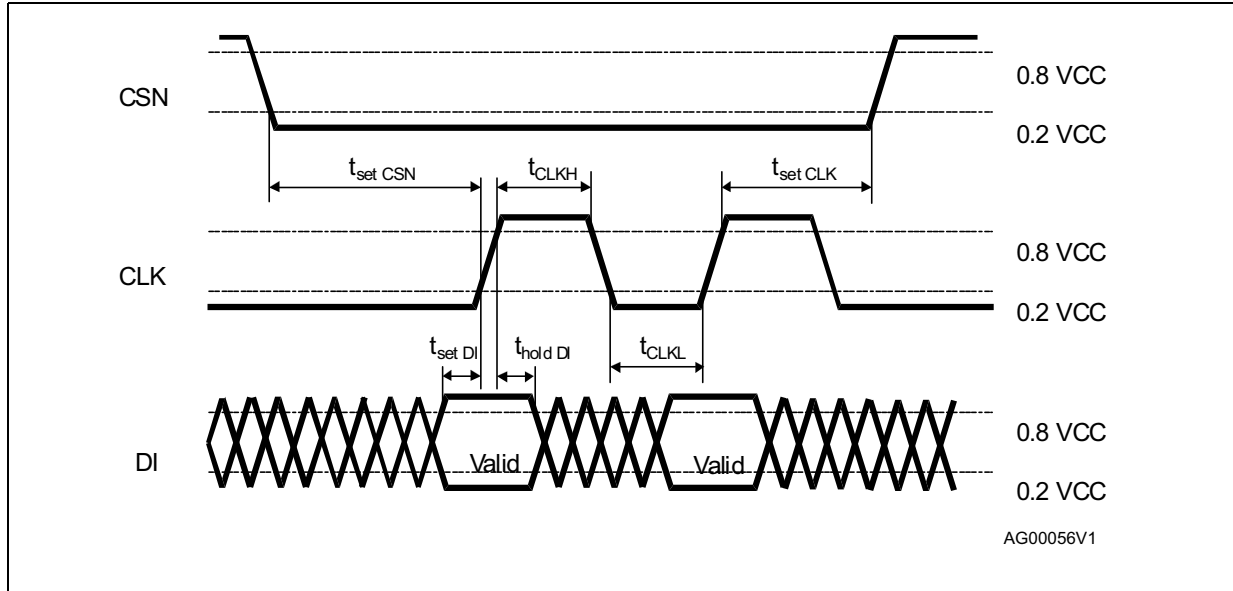 0.8 VCC
CSN
0.2 VCC
tset CSN
tCLKH
tset CLK
0.8 VCC
CLK
0.2 VCC
tset DI
thold DI
tCLKL
0.8 VCC
DI
Valid
Valid
0.2 VCC
AG00056V1